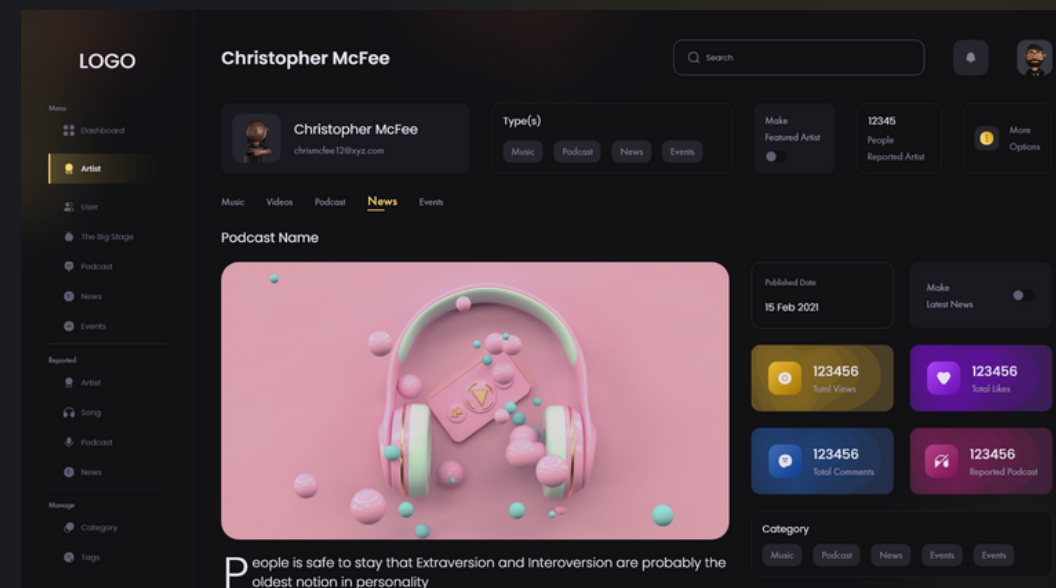 LOGO
Menu
Dashboard
Artist
User
The Big Stage
Podcast
News
Events
Reported
Artist
Song
Podcast
News
Manage
Category
Tags
Christopher McFee
Search
Christopher McFee
chrismcfee12@xyz.com
Type(s)
Music Podcast News Events
Make
Featured Artist
12345
People
Reported Artist
More
Options
Music Videos Podcast News Events
Podcast Name
People is safe to stay that Extraversion and Interoversion are probably the
oldest notion in personality
Published Date
15 Feb 2021
Make
Latest News
123456
Total Views
123456
Total Likes
123456
Total Comments
123456
Reported Podcast
Category
Music Podcast News Events Events